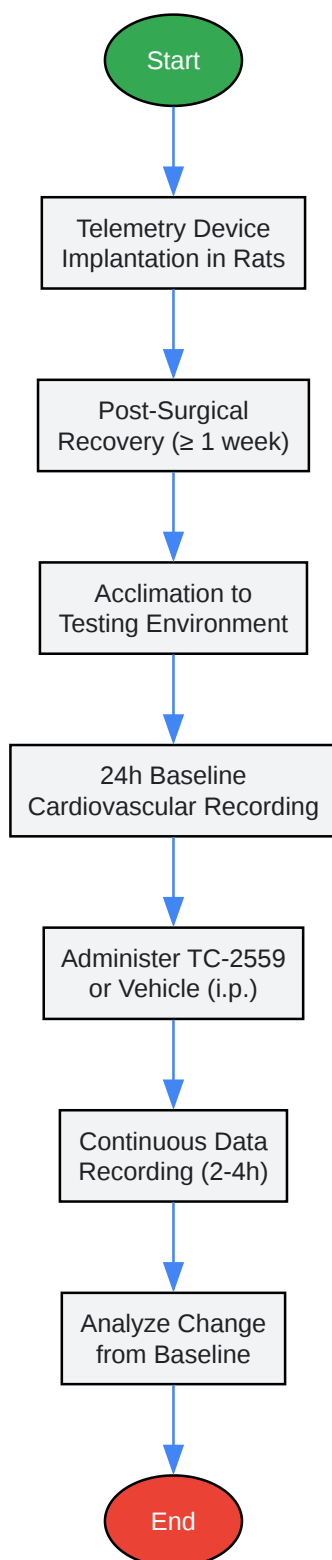 Start
Telemetry Device
Implantation in Rats
Post-Surgical
Recovery (≥ 1 week)
Acclimation to
Testing Environment
24h Baseline
Cardiovascular Recording
Administer TC-2559
or Vehicle (i.p.)
Continuous Data
Recording (2-4h)
Analyze Change
from Baseline
End